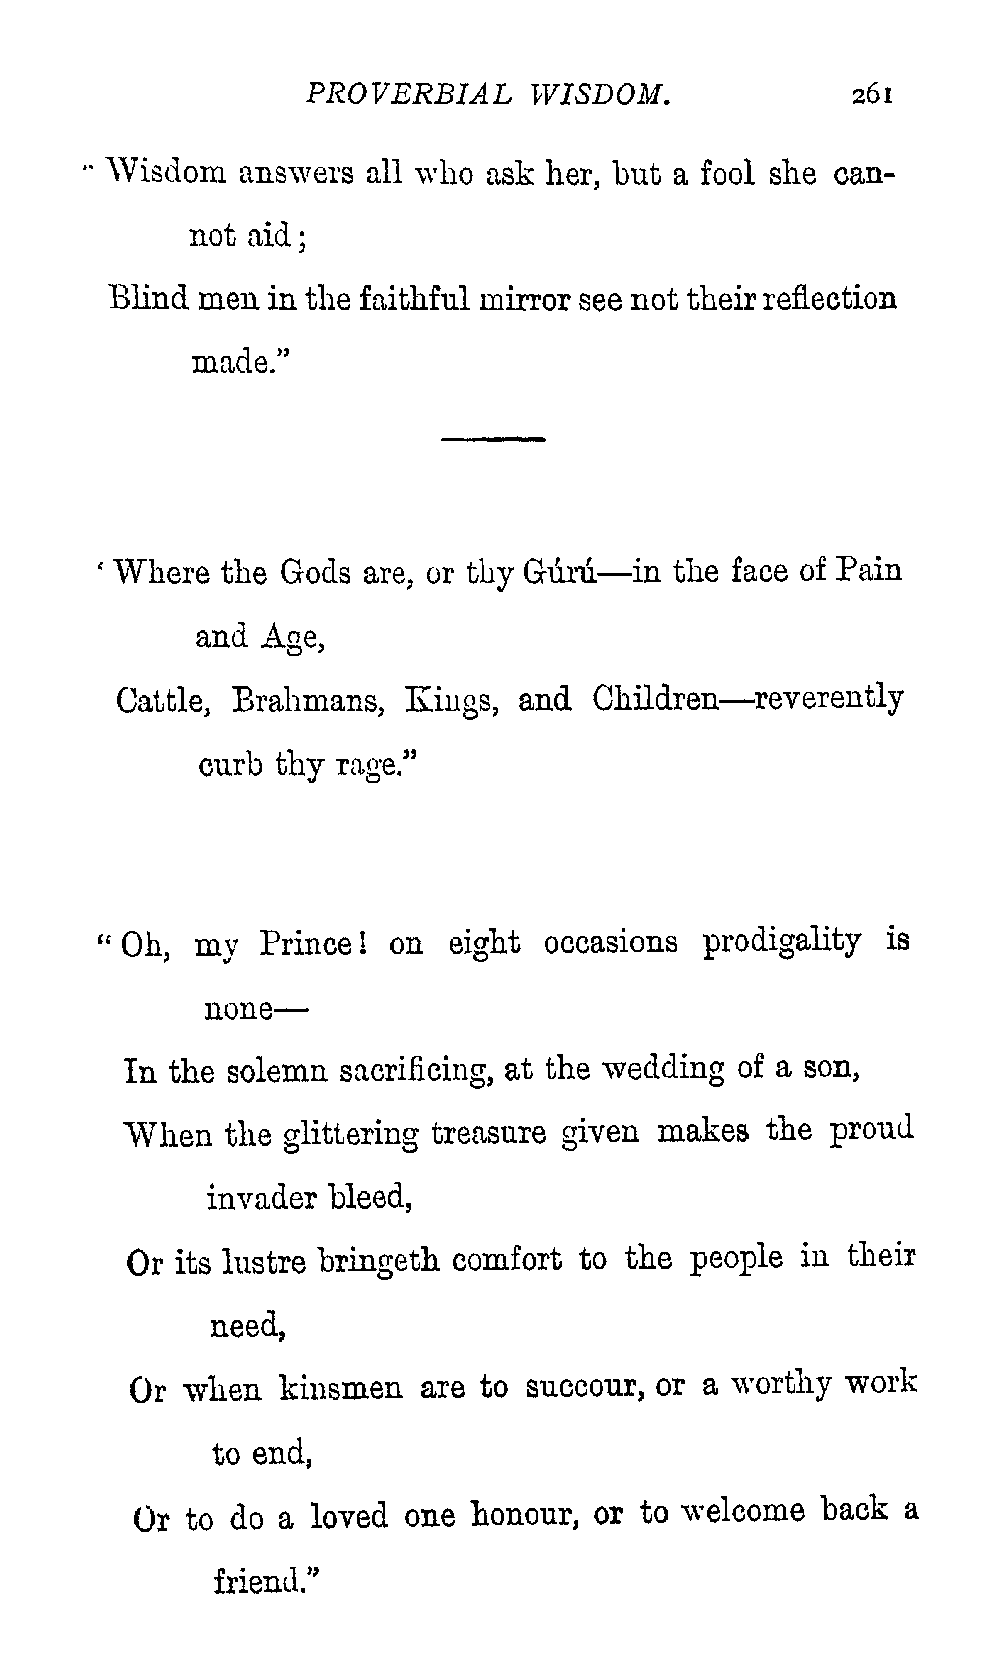 PROVERBIAL WISDOM. 261
" Wisdom answers all who ask her, but a fool she can-
not aid;
Blind men in the faithful mirror see not their reflection
made."
' Where the Gods are, or thy Gúrú—in the face of Pain
and Age,
Cattle, Brahmans, Kings, and Children—reverently
curb thy rage."
" Oh, my Prince! on eight occasions prodigality is
none—
In the solemn sacrificing, at the wedding of a son,
When the glittering treasure given makes the proud
invader bleed,
Or its lustre bringeth comfort to the people in their
need,
Or when kinsmen are to succour, or a worthy work
to end,
Or to do a loved one honour, or to welcome back a
friend."